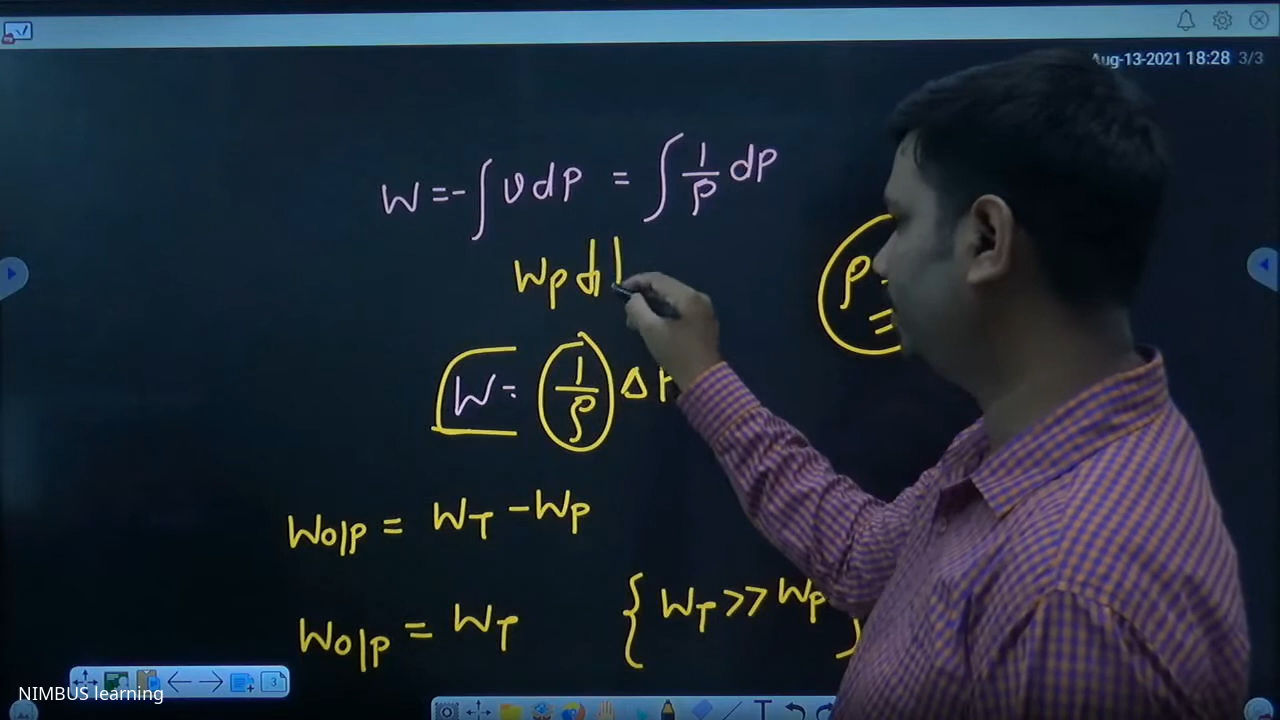 Aug-13-2021 18:28 3/3
W = -∫ v dP = ∫ 1/ρ dP
Wp
ρ =
W = 1/ρ Δ
Wo|p = WT - Wp
Wo|p = WT { WT >> Wp }
3
NIMBUS learning
T